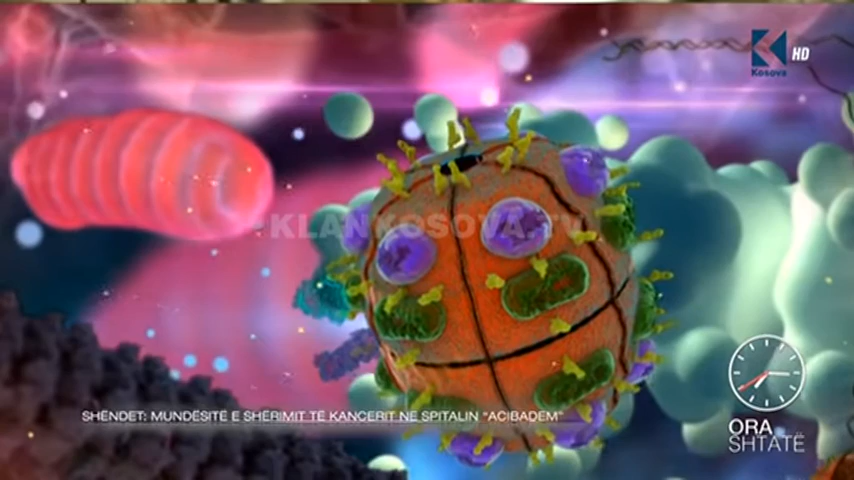 Kosova
HD
KLANKOSOVA.TV
SHËNDET: MUNDËSITË E SHËRIMIT TË KANCERIT NË SPITALIN "ACIBADEM"
ORA
SHTATË